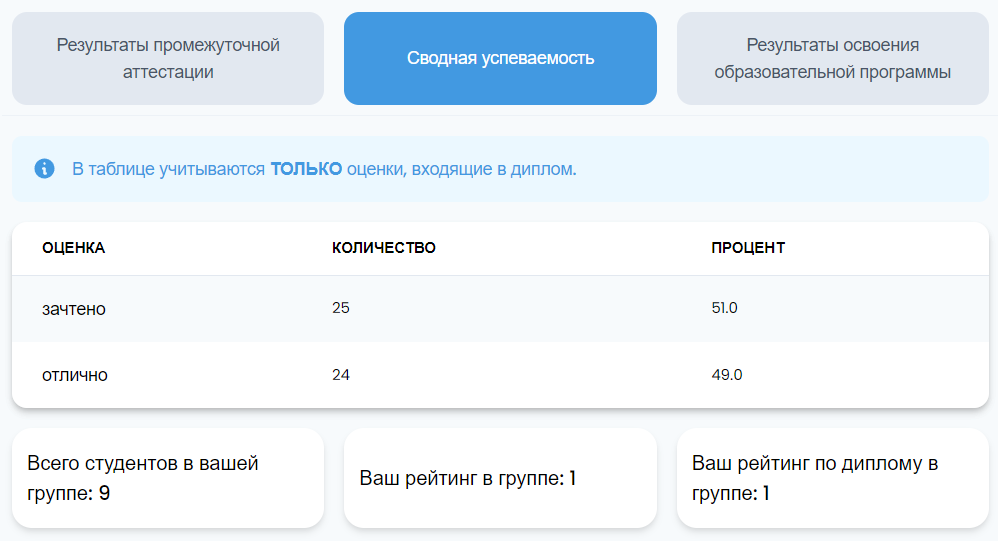 Результаты промежуточной
аттестации
Сводная успеваемость
Результаты освоения
образовательной программы
В таблице учитываются ТОЛЬКО оценки, входящие в диплом.
ОЦЕНКА КОЛИЧЕСТВО ПРОЦЕНТ
зачтено 25 51.0
отлично 24 49.0
Всего студентов в вашей
группе: 9
Ваш рейтинг в группе: 1
Ваш рейтинг по диплому в
группе: 1